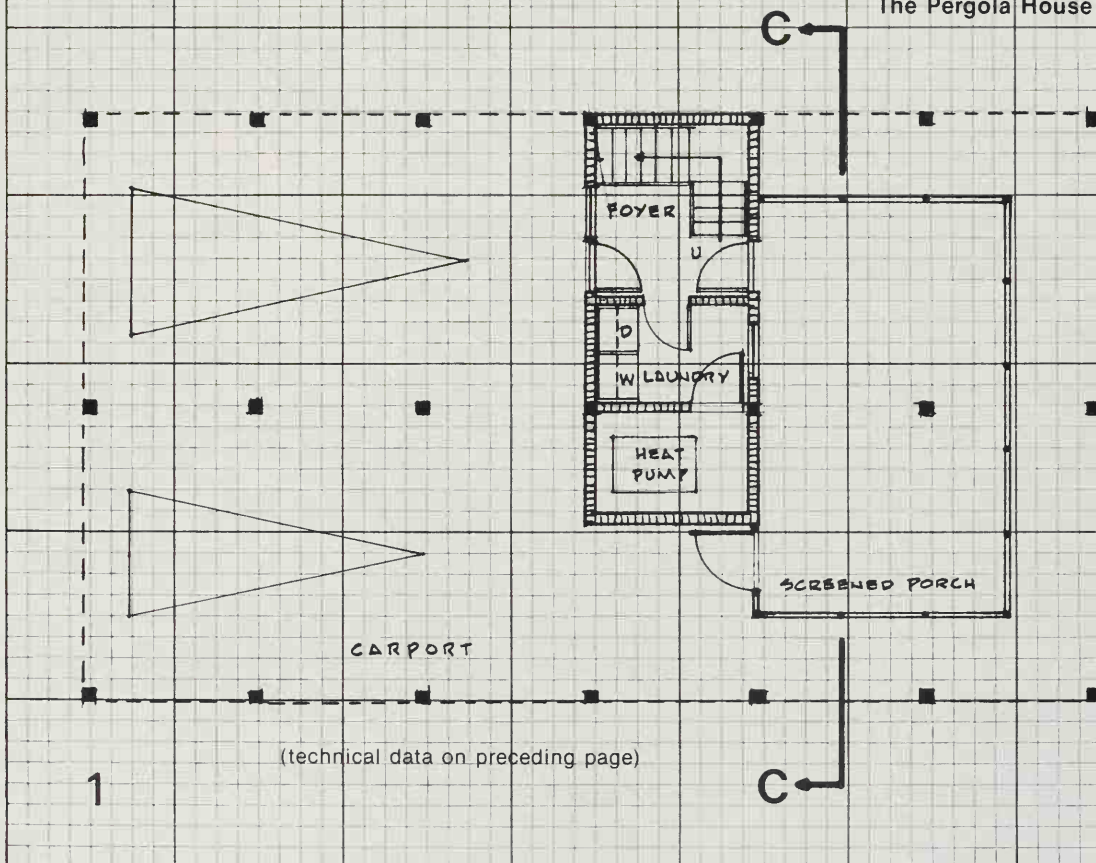 The Pergola House
C
FOYER
U
D
W LAUNDRY
HEAT
PUMP
SCREENED PORCH
CARPORT
(technical data on preceding page)
1
C